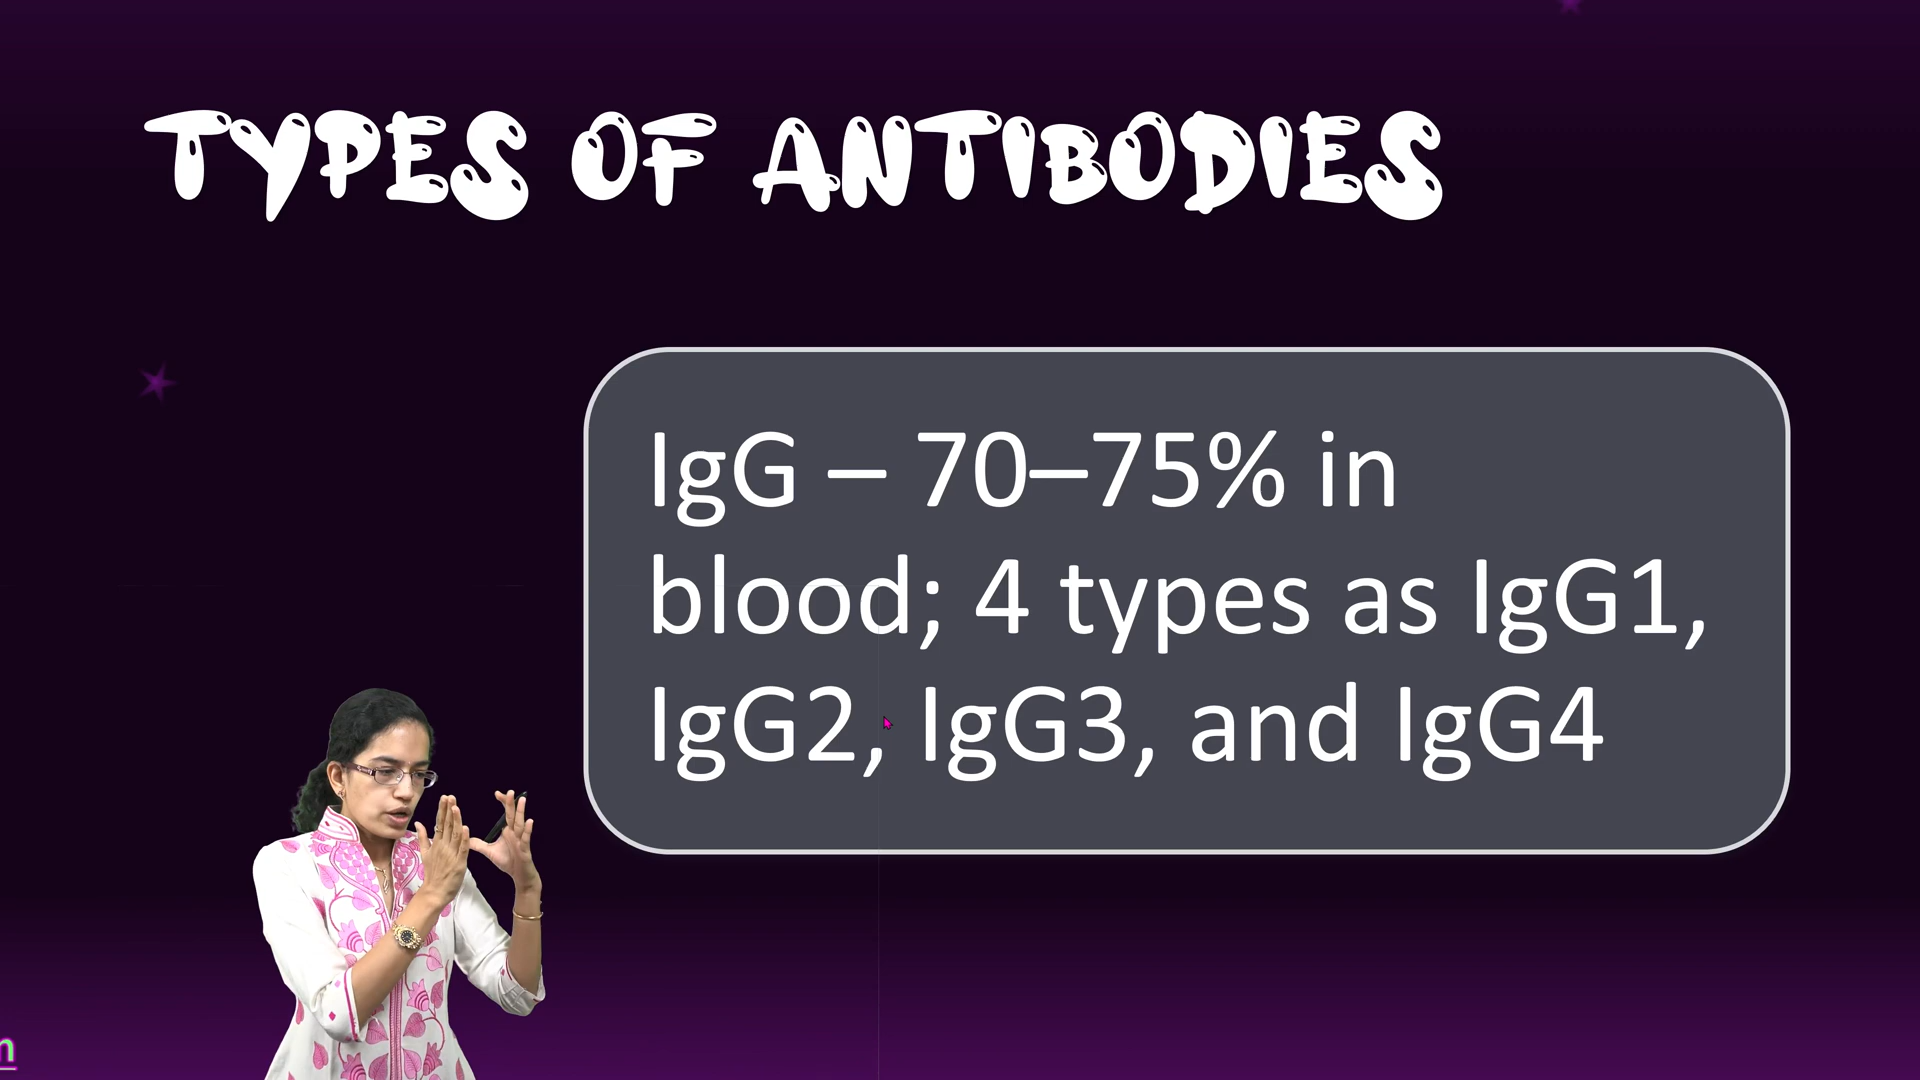 TYPES OF ANTIBODIES
IgG – 70–75% in
blood; 4 types as IgG1,
IgG2, IgG3, and IgG4
n